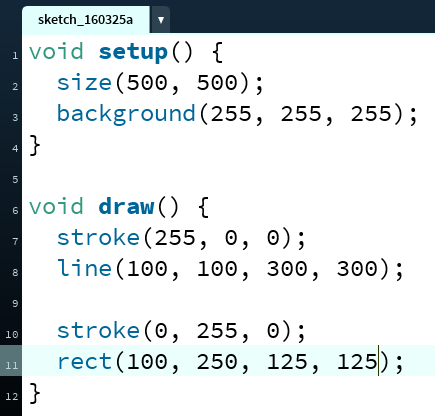 sketch_160325a ▼
1 void setup() {
2   size(500, 500);
3   background(255, 255, 255);
4 }
5
6 void draw() {
7   stroke(255, 0, 0);
8   line(100, 100, 300, 300);
9
10   stroke(0, 255, 0);
11   rect(100, 250, 125, 125);
12 }